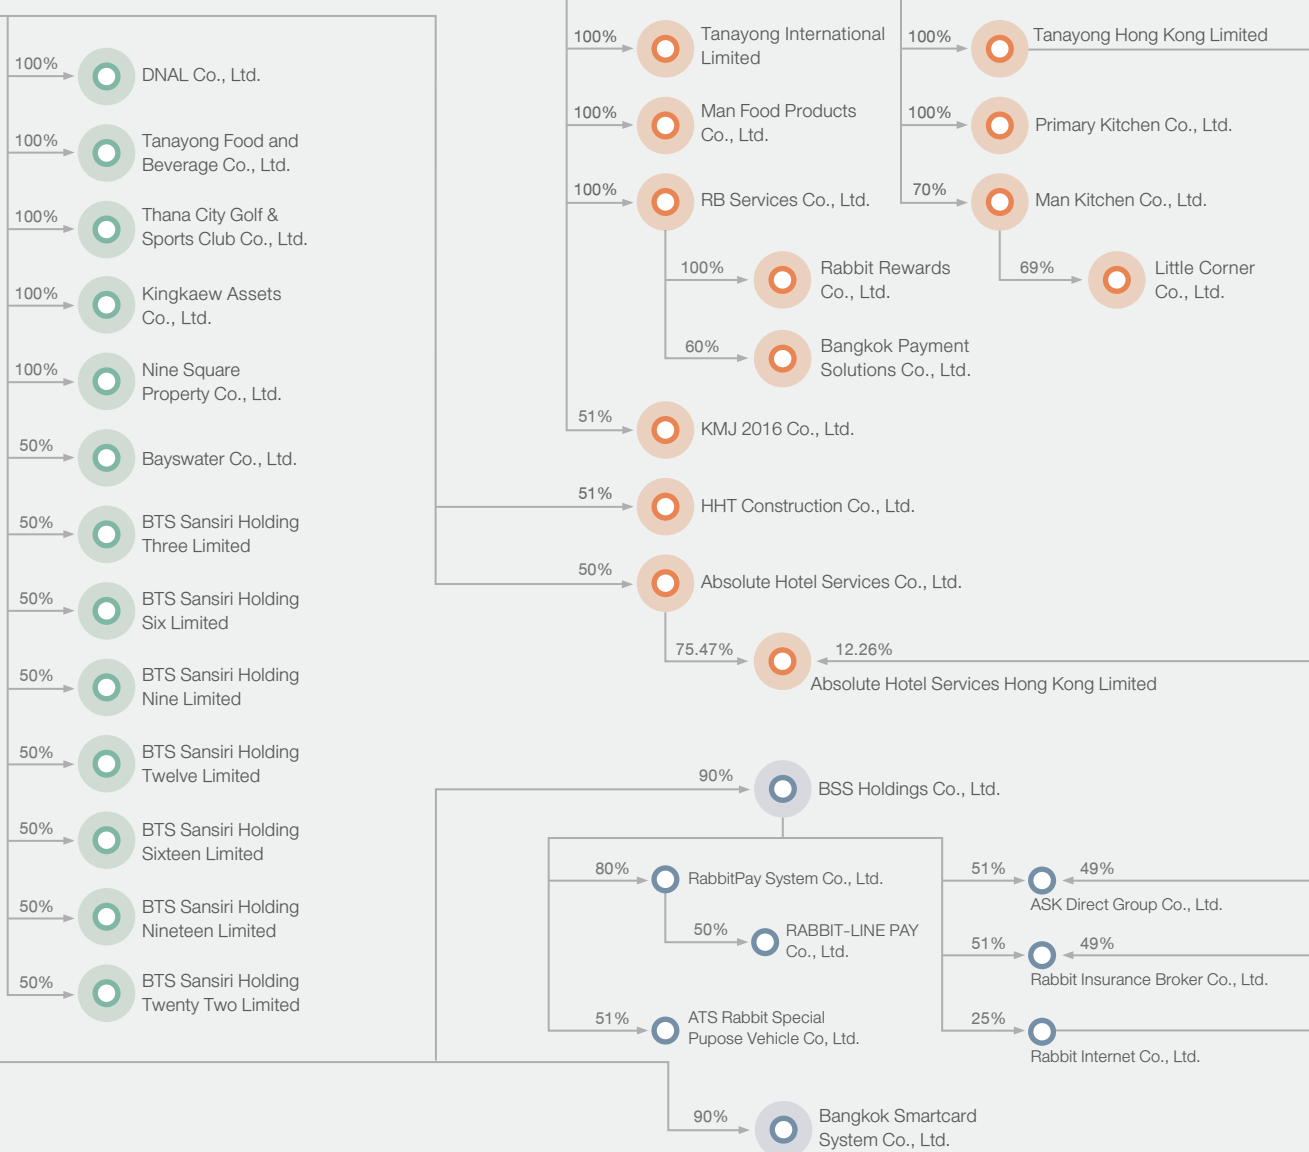 100%
DNAL Co., Ltd.
100%
Tanayong Food and
Beverage Co., Ltd.
100%
Thana City Golf &
Sports Club Co., Ltd.
100%
Kingkaew Assets
Co., Ltd.
100%
Nine Square
Property Co., Ltd.
50%
Bayswater Co., Ltd.
50%
BTS Sansiri Holding
Three Limited
50%
BTS Sansiri Holding
Six Limited
50%
BTS Sansiri Holding
Nine Limited
50%
BTS Sansiri Holding
Twelve Limited
50%
BTS Sansiri Holding
Sixteen Limited
50%
BTS Sansiri Holding
Nineteen Limited
50%
BTS Sansiri Holding
Twenty Two Limited
100%
Tanayong International
Limited
100%
Man Food Products
Co., Ltd.
100%
RB Services Co., Ltd.
100%
Rabbit Rewards
Co., Ltd.
60%
Bangkok Payment
Solutions Co., Ltd.
51%
KMJ 2016 Co., Ltd.
51%
HHT Construction Co., Ltd.
50%
Absolute Hotel Services Co., Ltd.
75.47%
12.26%
Absolute Hotel Services Hong Kong Limited
100%
Tanayong Hong Kong Limited
100%
Primary Kitchen Co., Ltd.
70%
Man Kitchen Co., Ltd.
69%
Little Corner
Co., Ltd.
90%
BSS Holdings Co., Ltd.
80%
RabbitPay System Co., Ltd.
50%
RABBIT-LINE PAY
Co., Ltd.
51%
ATS Rabbit Special
Pupose Vehicle Co, Ltd.
51%
49%
ASK Direct Group Co., Ltd.
51%
49%
Rabbit Insurance Broker Co., Ltd.
25%
Rabbit Internet Co., Ltd.
90%
Bangkok Smartcard
System Co., Ltd.